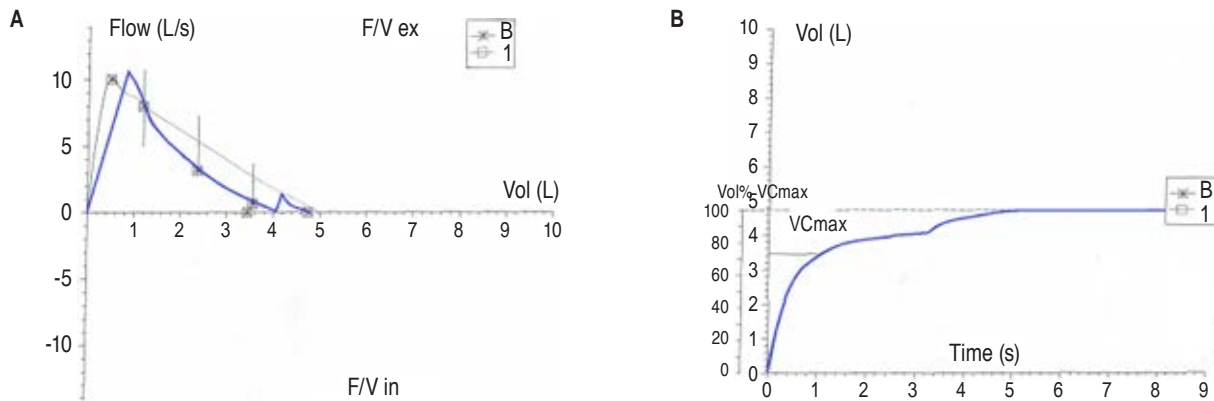 A
Flow (L/s)
F/V ex
B
1
10
5
0
-5
-10
1 2 3 4 5 6 7 8 9 10
Vol (L)
F/V in
B
Vol (L)
10
9
8
7
6
5
4
3
2
1
0
Vol%-VCmax
100
80
60
40
20
0
VCmax
B
1
Time (s)
0 1 2 3 4 5 6 7 8 9